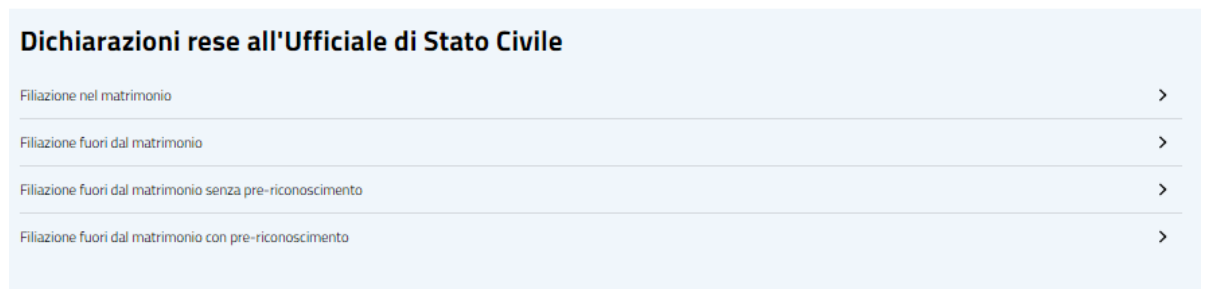 Dichiarazioni rese all'Ufficiale di Stato Civile
Filiazione nel matrimonio
Filiazione fuori dal matrimonio
Filiazione fuori dal matrimonio senza pre-riconoscimento
Filiazione fuori dal matrimonio con pre-riconoscimento